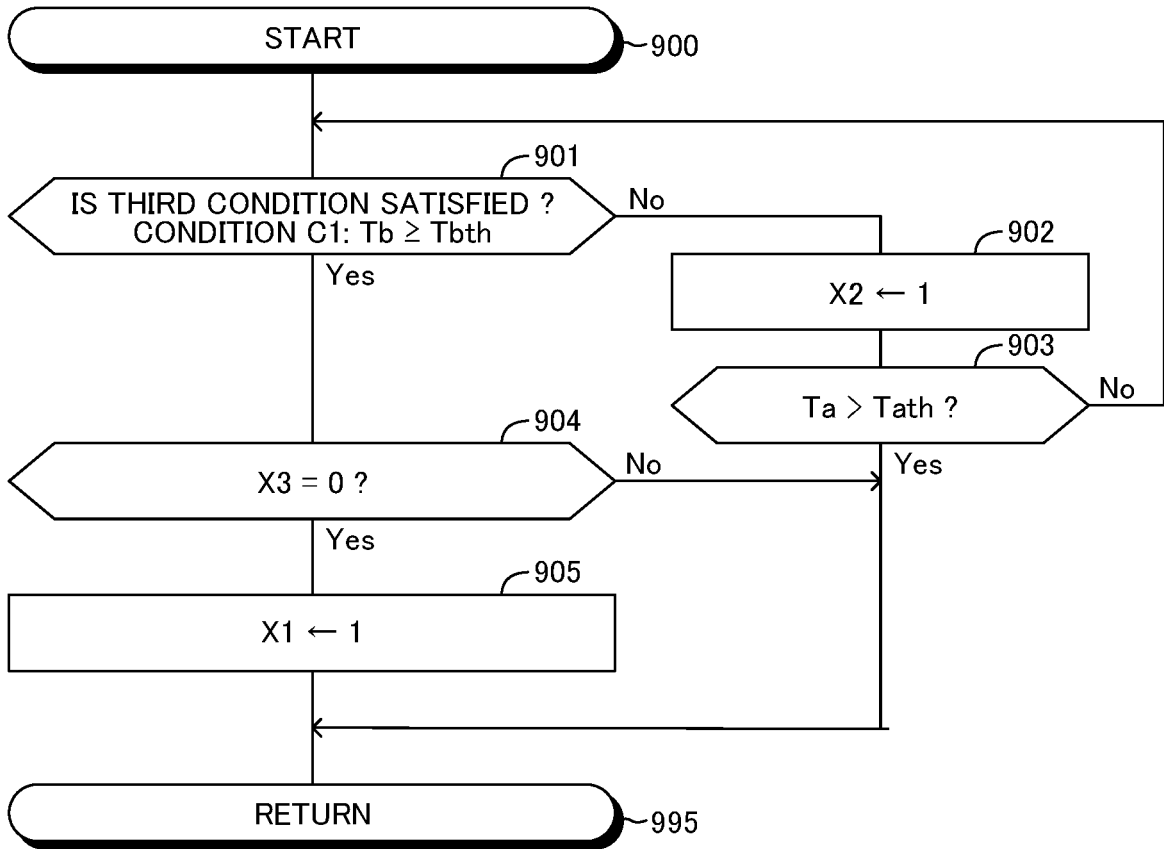 START
900
901
IS THIRD CONDITION SATISFIED ?
CONDITION C1: Tb ≥ Tbth
No
Yes
902
X2 ← 1
903
Ta > Tath ?
No
Yes
904
X3 = 0 ?
No
Yes
905
X1 ← 1
RETURN
995